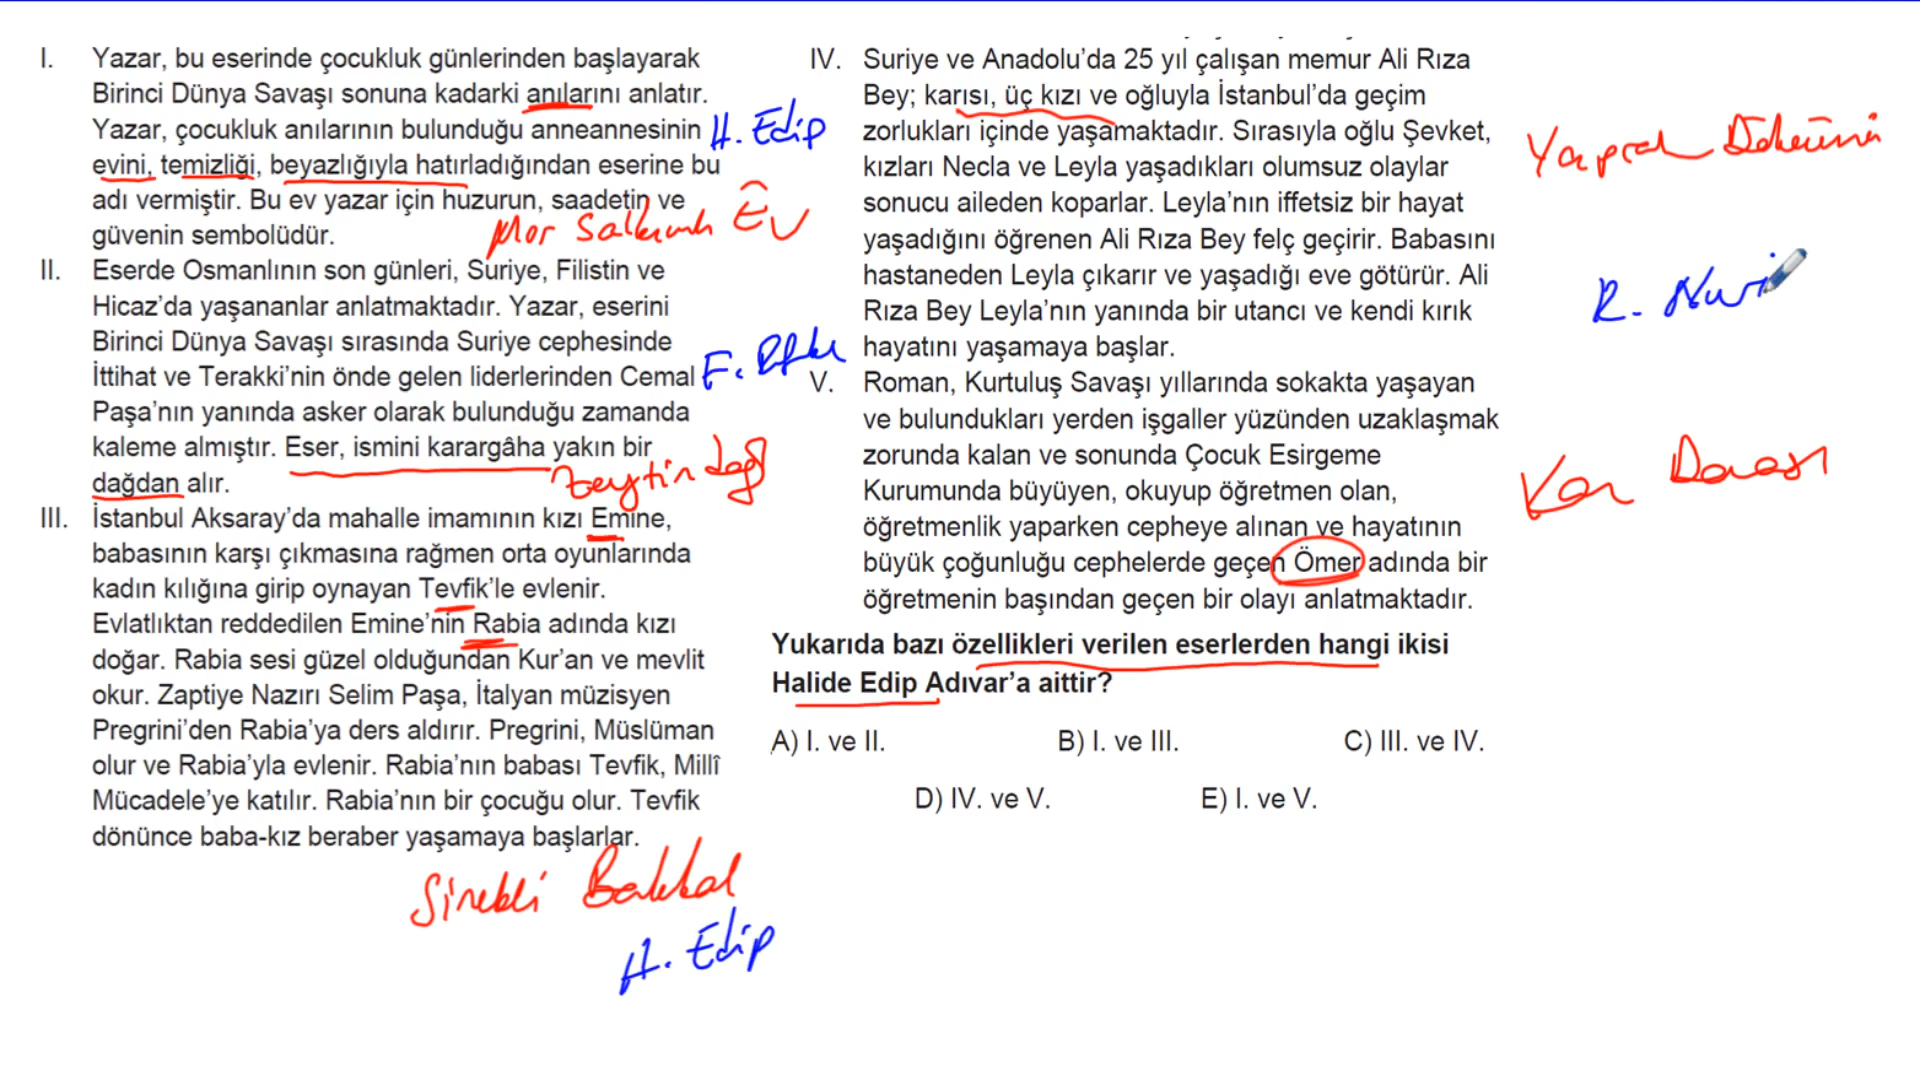 I. Yazar, bu eserinde çocukluk günlerinden başlayarak
Birinci Dünya Savaşı sonuna kadarki anılarını anlatır.
Yazar, çocukluk anılarının bulunduğu anneannesinin
evini, temizliği, beyazlığıyla hatırladığından eserine bu
adı vermiştir. Bu ev yazar için huzurun, saadetin ve
güvenin sembolüdür.
H. Edip
Mor Salkımlı Ev
II. Eserde Osmanlının son günleri, Suriye, Filistin ve
Hicaz’da yaşananlar anlatmaktadır. Yazar, eserini
Birinci Dünya Savaşı sırasında Suriye cephesinde
İttihat ve Terakki’nin önde gelen liderlerinden Cemal
Paşa’nın yanında asker olarak bulunduğu zamanda
kaleme almıştır. Eser, ismini karargâha yakın bir
dağdan alır.
F. Rıfkı
Zeytindağı
III. İstanbul Aksaray’da mahalle imamının kızı Emine,
babasının karşı çıkmasına rağmen orta oyunlarında
kadın kılığına girip oynayan Tevfik’le evlenir.
Evlatlıktan reddedilen Emine’nin Rabia adında kızı
doğar. Rabia sesi güzel olduğundan Kur’an ve mevlit
okur. Zaptiye Nazırı Selim Paşa, İtalyan müzisyen
Pregrini’den Rabia’ya ders aldırır. Pregrini, Müslüman
olur ve Rabia’yla evlenir. Rabia’nın babası Tevfik, Millî
Mücadele’ye katılır. Rabia’nın bir çocuğu olur. Tevfik
dönünce baba-kız beraber yaşamaya başlarlar.
Sinekli Bakkal
H. Edip
IV. Suriye ve Anadolu’da 25 yıl çalışan memur Ali Rıza
Bey; karısı, üç kızı ve oğluyla İstanbul’da geçim
zorlukları içinde yaşamaktadır. Sırasıyla oğlu Şevket,
kızları Necla ve Leyla yaşadıkları olumsuz olaylar
sonucu aileden koparlar. Leyla’nın iffetsiz bir hayat
yaşadığını öğrenen Ali Rıza Bey felç geçirir. Babasını
hastaneden Leyla çıkarır ve yaşadığı eve götürür. Ali
Rıza Bey Leyla’nın yanında bir utancı ve kendi kırık
hayatını yaşamaya başlar.
Yaprak Dökümü
R. Nuri
V. Roman, Kurtuluş Savaşı yıllarında sokakta yaşayan
ve bulundukları yerden işgaller yüzünden uzaklaşmak
zorunda kalan ve sonunda Çocuk Esirgeme
Kurumunda büyüyen, okuyup öğretmen olan,
öğretmenlik yaparken cepheye alınan ve hayatının
büyük çoğunluğu cephelerde geçen Ömer adında bir
öğretmenin başından geçen bir olayı anlatmaktadır.
Kan Davası
Yukarıda bazı özellikleri verilen eserlerden hangi ikisi
Halide Edip Adıvar’a aittir?
A) I. ve II. B) I. ve III. C) III. ve IV.
D) IV. ve V. E) I. ve V.